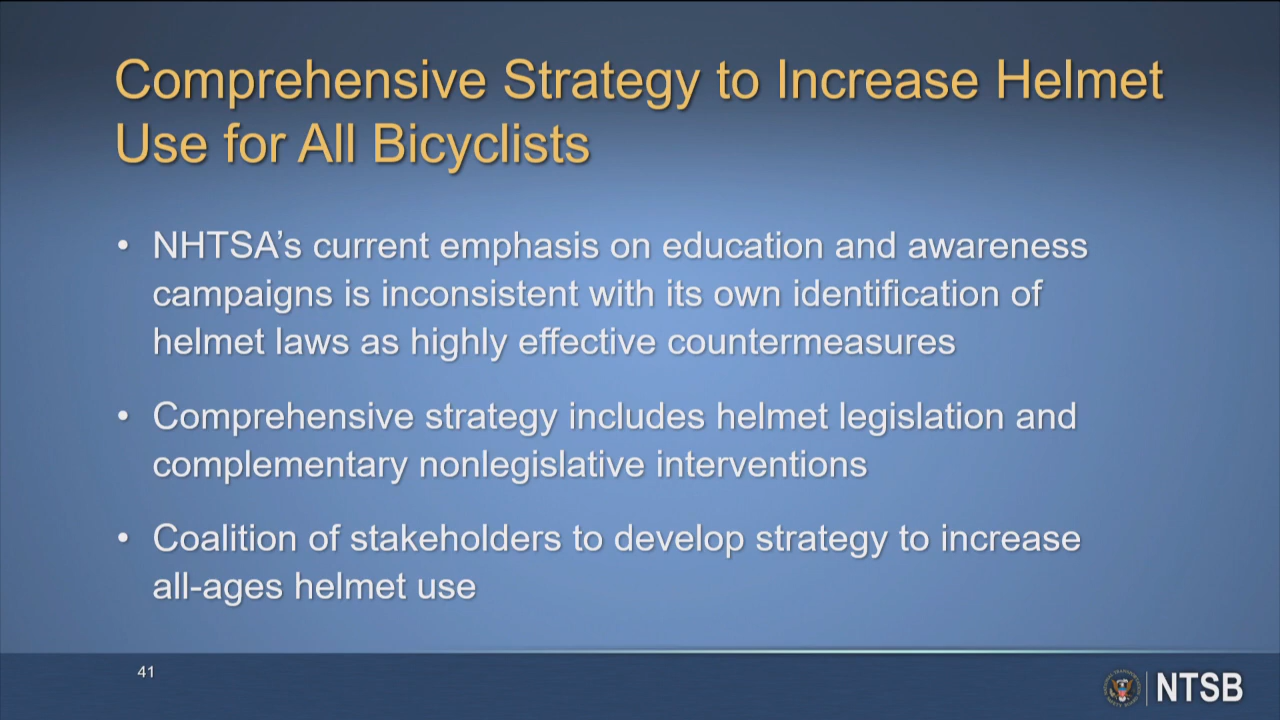 Comprehensive Strategy to Increase Helmet
Use for All Bicyclists
• NHTSA’s current emphasis on education and awareness
campaigns is inconsistent with its own identification of
helmet laws as highly effective countermeasures
• Comprehensive strategy includes helmet legislation and
complementary nonlegislative interventions
• Coalition of stakeholders to develop strategy to increase
all-ages helmet use
41
NTSB